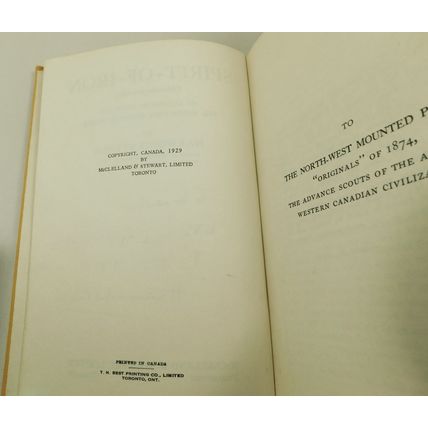 COPYRIGHT, CANADA, 1929
BY
McCLELLAND & STEWART, LIMITED
TORONTO
PRINTED IN CANADA
T. H. BEST PRINTING CO., LIMITED
TORONTO, ONT.
TO
THE NORTH-WEST MOUNTED P
"ORIGINALS" OF 1874,
THE ADVANCE SCOUTS OF THE A
WESTERN CANADIAN CIVILIZA